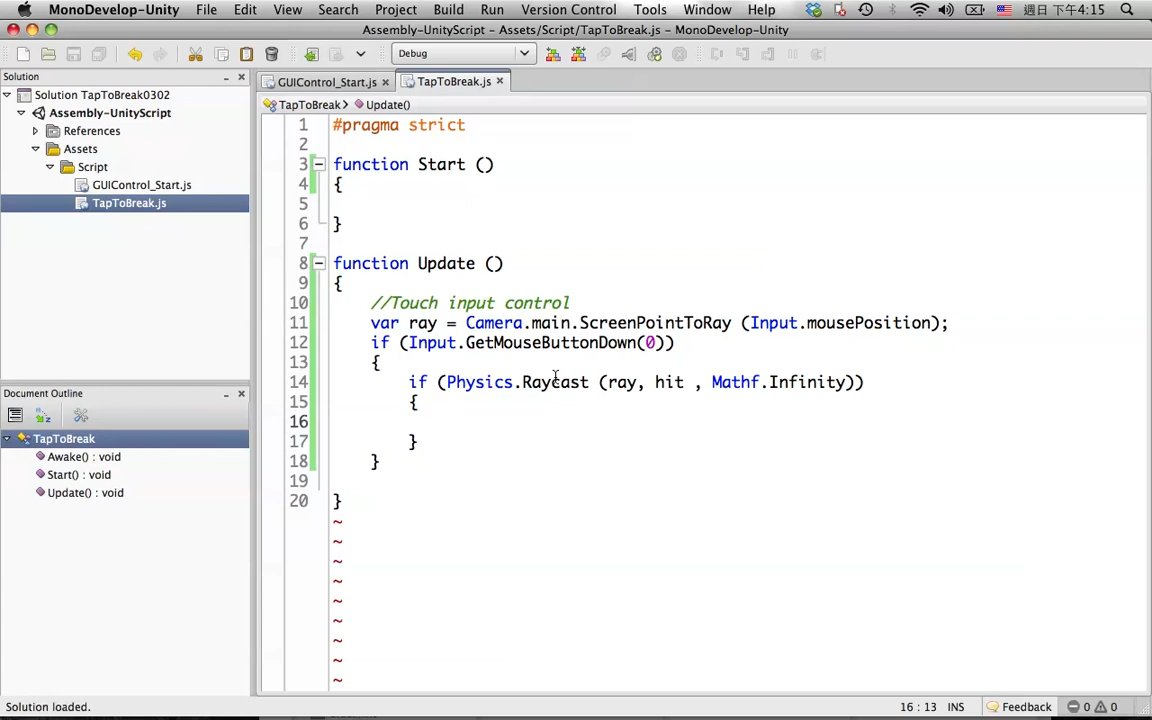 MonoDevelop-Unity File Edit View Search Project Build Run Version Control Tools Window Help 週日 下午4:15
Assembly-UnityScript - Assets/Script/TapToBreak.js - MonoDevelop-Unity
Debug
Solution
Solution TapToBreak0302
Assembly-UnityScript
References
Assets
Script
GUIControl_Start.js
TapToBreak.js
Document Outline
TapToBreak
Awake() : void
Start() : void
Update() : void
GUIControl_Start.js TapToBreak.js
TapToBreak Update()
1 #pragma strict
2
3 function Start ()
4 {
5
6 }
7
8 function Update ()
9 {
10 //Touch input control
11 var ray = Camera.main.ScreenPointToRay (Input.mousePosition);
12 if (Input.GetMouseButtonDown(0))
13 {
14 if (Physics.Raycast (ray, hit , Mathf.Infinity))
15 {
16
17 }
18 }
19
20 }
~
~
~
~
~
~
~
~
~
Solution loaded. 16 : 13 INS Feedback 0 0